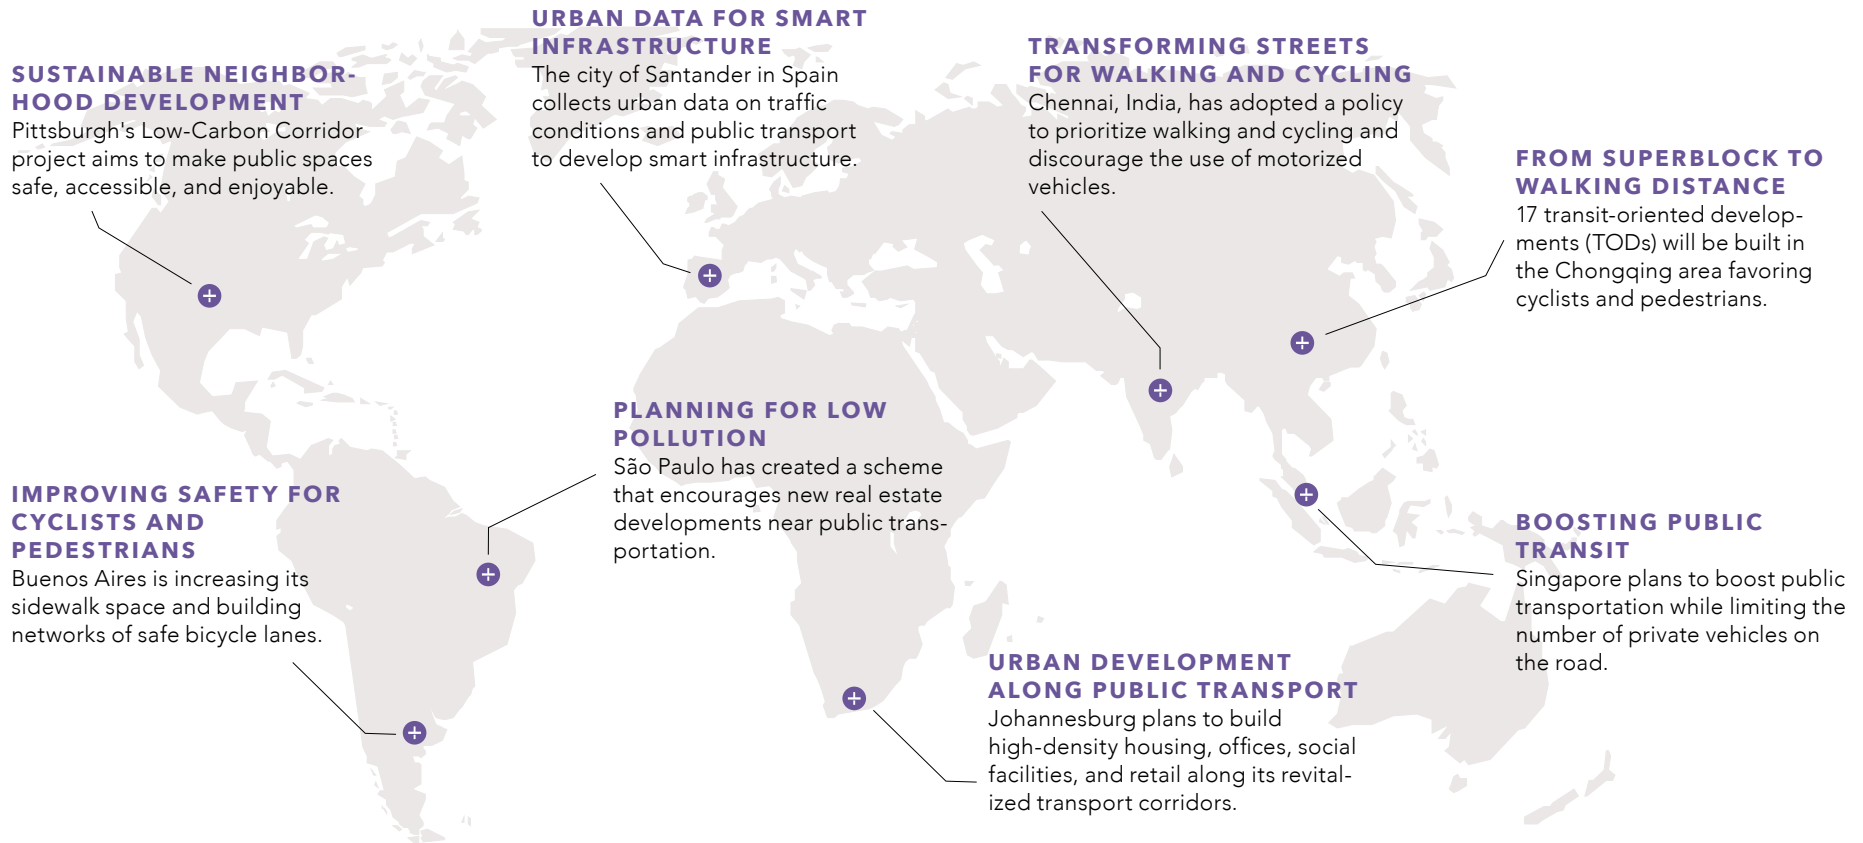 SUSTAINABLE NEIGHBOR-
HOOD DEVELOPMENT
Pittsburgh's Low-Carbon Corridor
project aims to make public spaces
safe, accessible, and enjoyable.
URBAN DATA FOR SMART
INFRASTRUCTURE
The city of Santander in Spain
collects urban data on traffic
conditions and public transport
to develop smart infrastructure.
TRANSFORMING STREETS
FOR WALKING AND CYCLING
Chennai, India, has adopted a policy
to prioritize walking and cycling and
discourage the use of motorized
vehicles.
FROM SUPERBLOCK TO
WALKING DISTANCE
17 transit-oriented develop-
ments (TODs) will be built in
the Chongqing area favoring
cyclists and pedestrians.
PLANNING FOR LOW
POLLUTION
São Paulo has created a scheme
that encourages new real estate
developments near public trans-
portation.
IMPROVING SAFETY FOR
CYCLISTS AND
PEDESTRIANS
Buenos Aires is increasing its
sidewalk space and building
networks of safe bicycle lanes.
BOOSTING PUBLIC
TRANSIT
Singapore plans to boost public
transportation while limiting the
number of private vehicles on
the road.
URBAN DEVELOPMENT
ALONG PUBLIC TRANSPORT
Johannesburg plans to build
high-density housing, offices, social
facilities, and retail along its revital-
ized transport corridors.